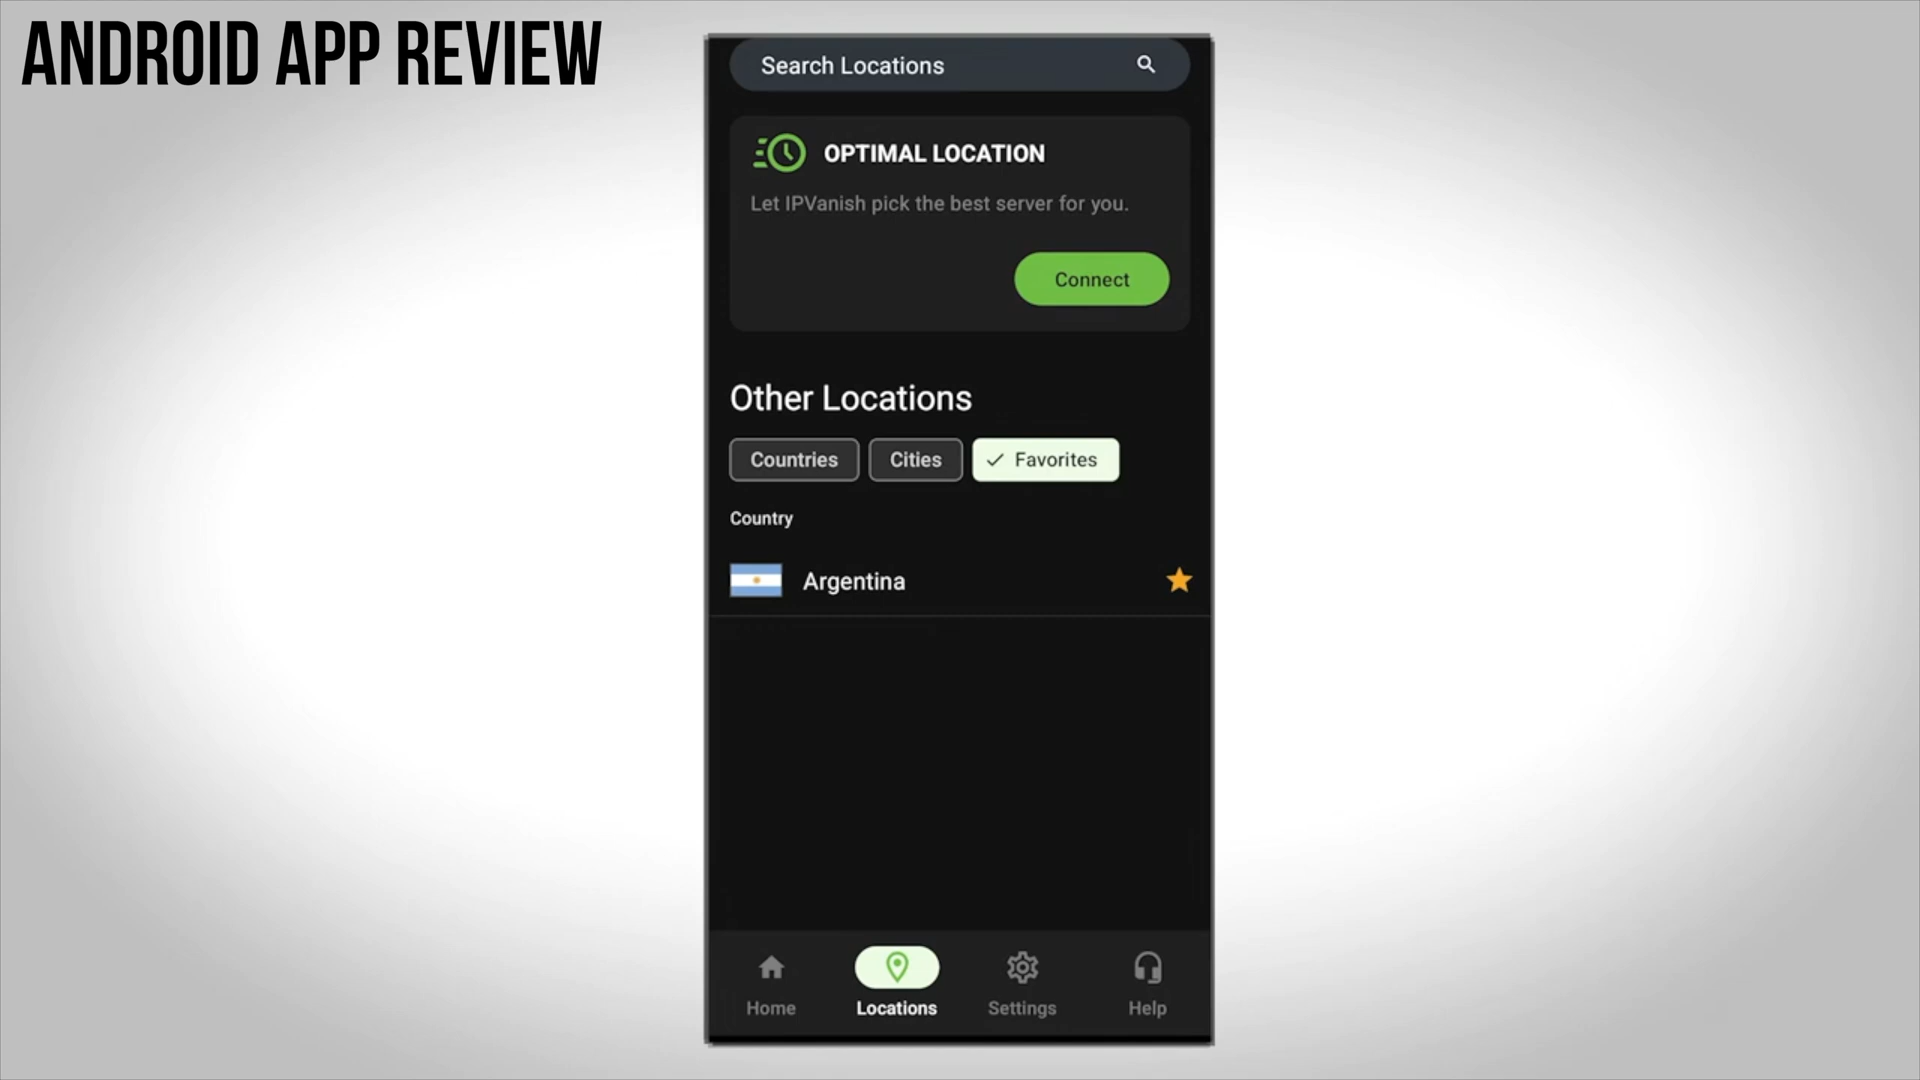 ANDROID APP REVIEW
Search Locations
OPTIMAL LOCATION
Let IPVanish pick the best server for you.
Connect
Other Locations
Countries Cities Favorites
Country
Argentina
Home Locations Settings Help